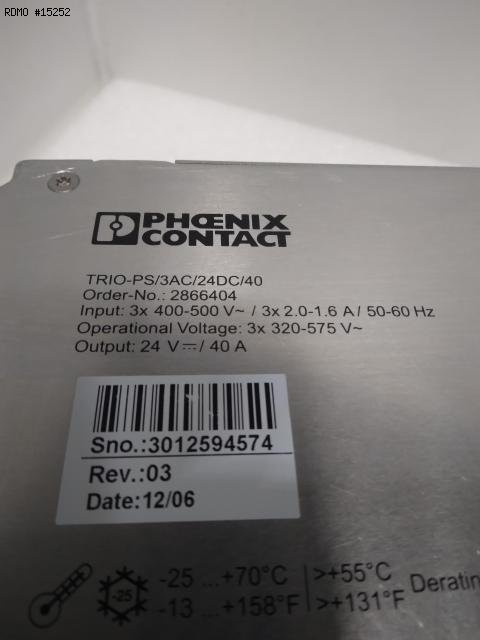 RDMO #15252
PHŒNIX
CONTACT
TRIO-PS/3AC/24DC/40
Order-No.: 2866404
Input: 3x 400-500 V~ / 3x 2.0-1.6 A / 50-60 Hz
Operational Voltage: 3x 320-575 V~
Output: 24 V⎓/ 40 A
Sno.:3012594574
Rev.:03
Date:12/06
-25 -25 ...+70°C >+55°C
-13 ...+158°F >+131°F